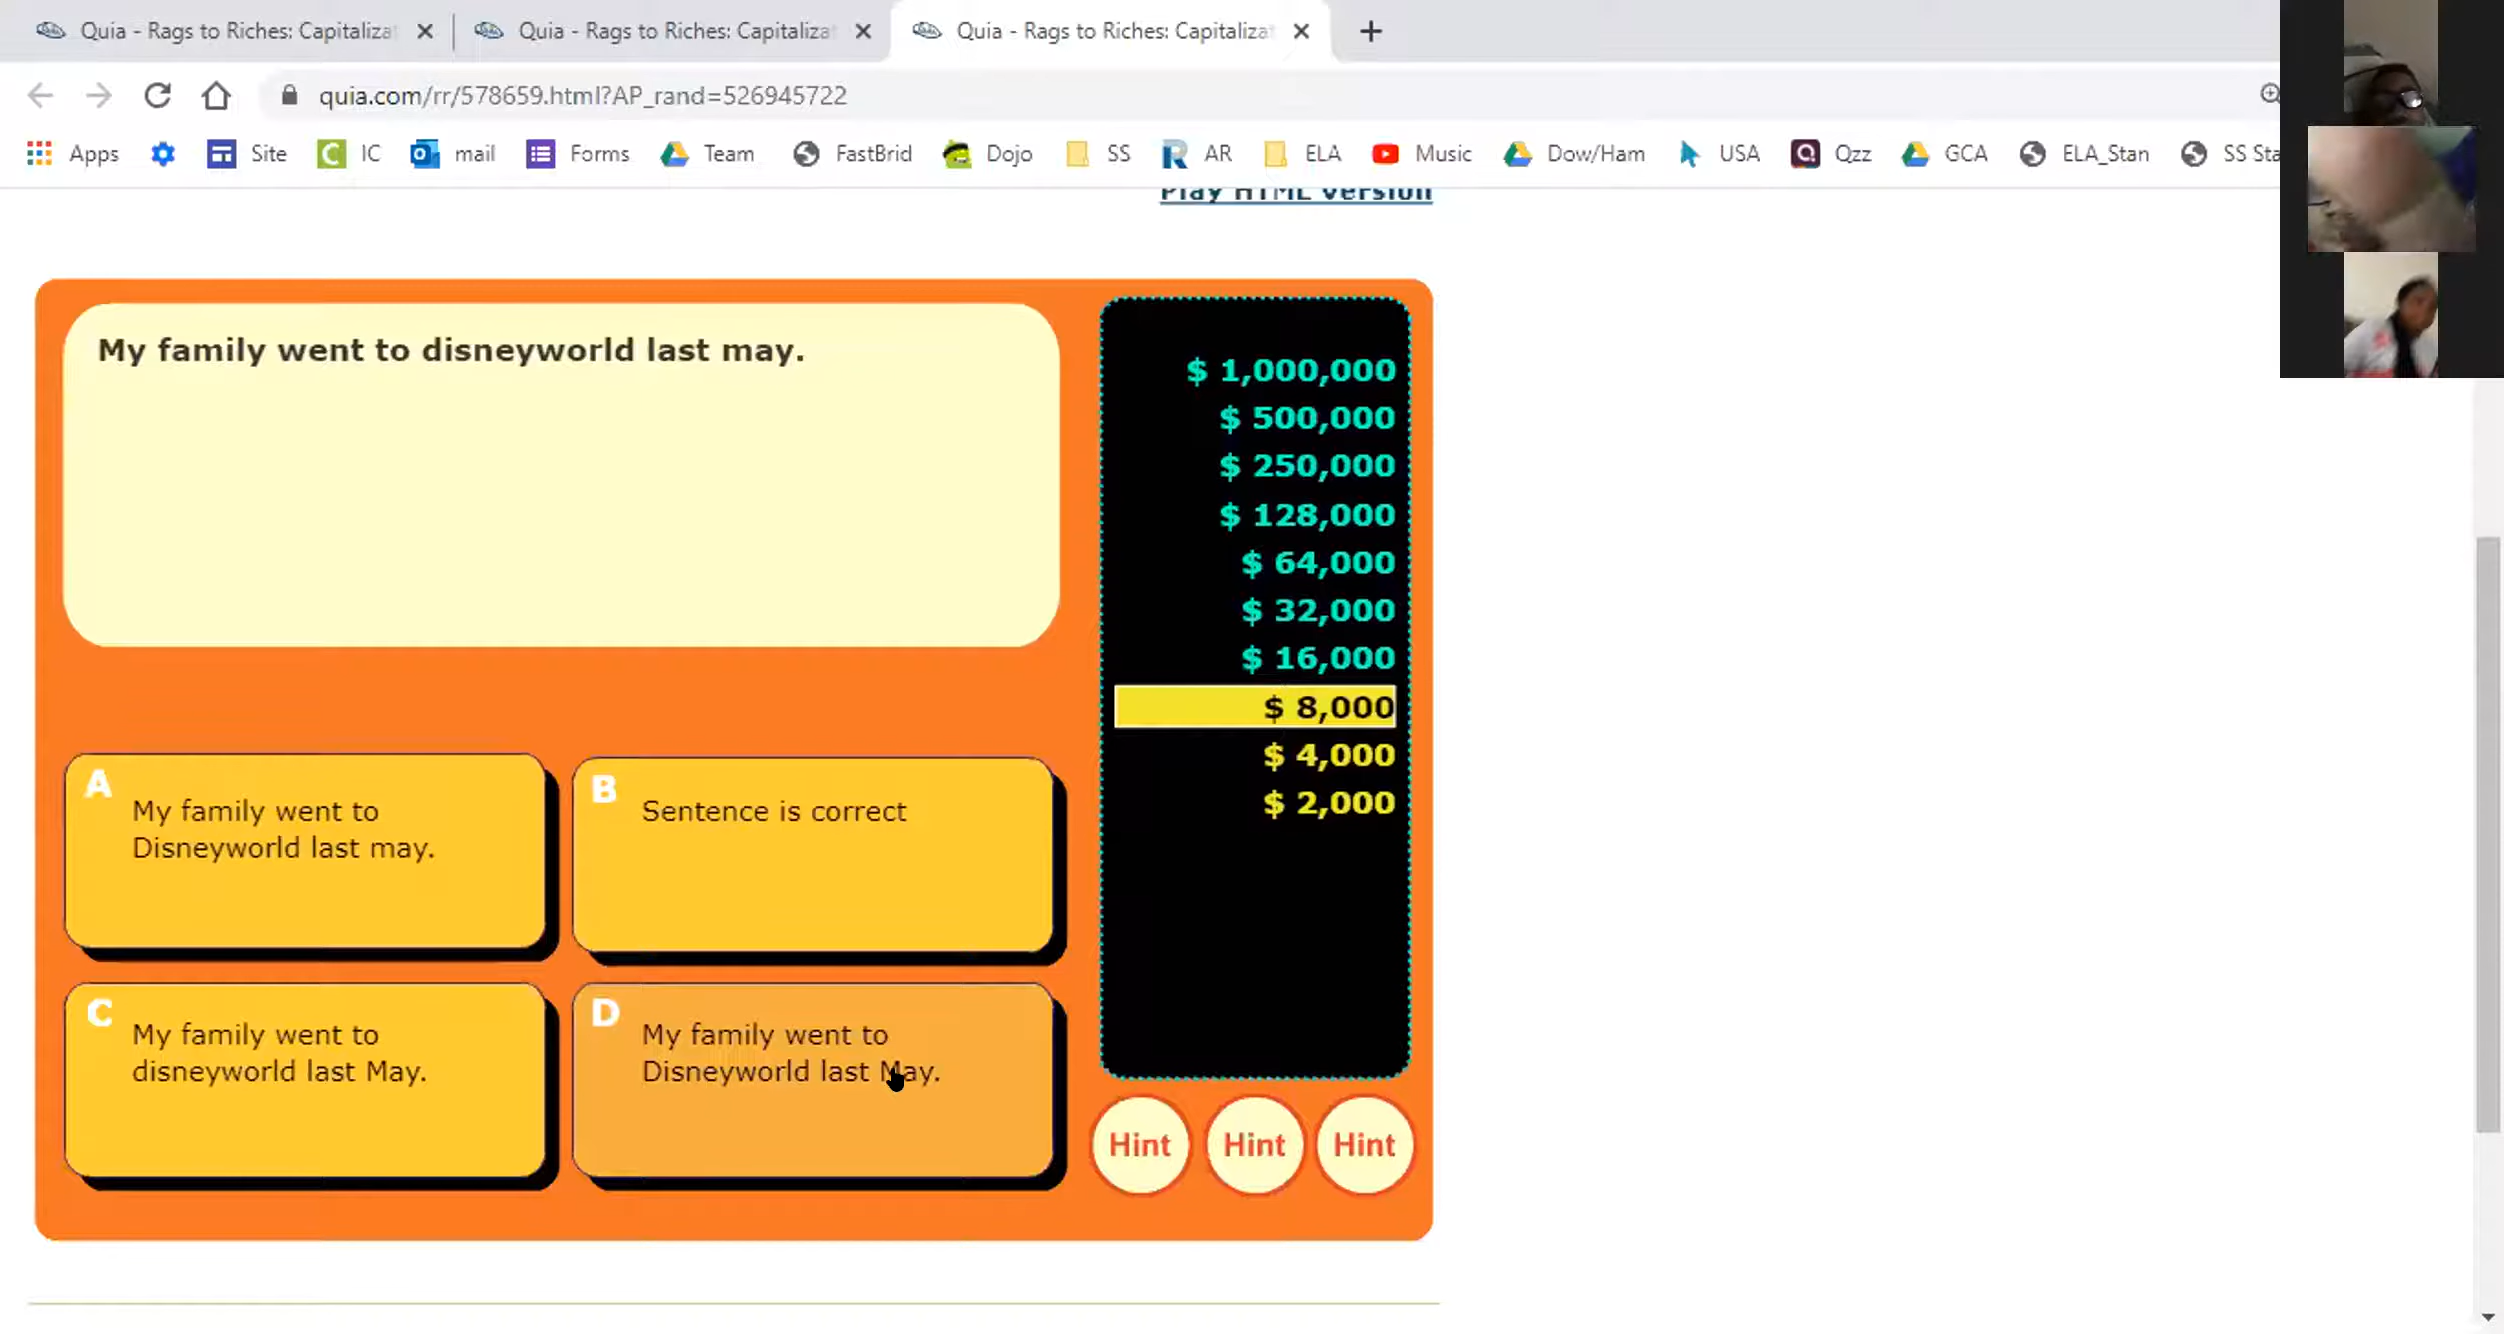 Quia - Rags to Riches: Capitaliza
Quia - Rags to Riches: Capitaliza
Quia - Rags to Riches: Capitaliza
quia.com/rr/578659.html?AP_rand=526945722
Apps Site IC mail Forms Team FastBrid Dojo SS AR ELA Music Dow/Ham USA Qzz GCA ELA_Stan SS Sta
Play HTML version
My family went to disneyworld last may.
$ 1,000,000
$ 500,000
$ 250,000
$ 128,000
$ 64,000
$ 32,000
$ 16,000
$ 8,000
$ 4,000
$ 2,000
A
My family went to
Disneyworld last may.
B
Sentence is correct
C
My family went to
disneyworld last May.
D
My family went to
Disneyworld last May.
Hint Hint Hint